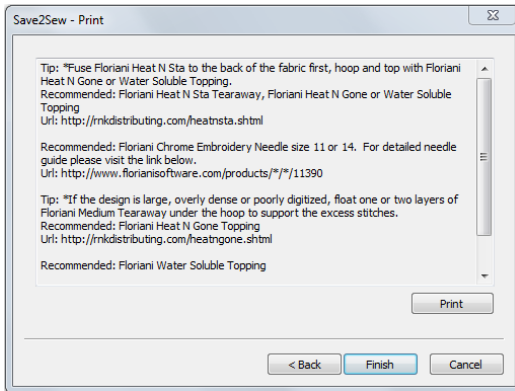 Save2Sew - Print
Tip: *Fuse Floriani Heat N Sta to the back of the fabric first, hoop and top with Floriani
Heat N Gone or Water Soluble Topping.
Recommended: Floriani Heat N Sta Tearaway, Floriani Heat N Gone or Water Soluble
Topping
Url: http://rnkdistributing.com/heatnsta.shtml
Recommended: Floriani Chrome Embroidery Needle size 11 or 14. For detailed needle
guide please visit the link below.
Url: http://www.florianisoftware.com/products/*/*/11390
Tip: *If the design is large, overly dense or poorly digitized, float one or two layers of
Floriani Medium Tearaway under the hoop to support the excess stitches.
Recommended: Floriani Heat N Gone Topping
Url: http://rnkdistributing.com/heatngone.shtml
Recommended: Floriani Water Soluble Topping
Print
< Back
Finish
Cancel